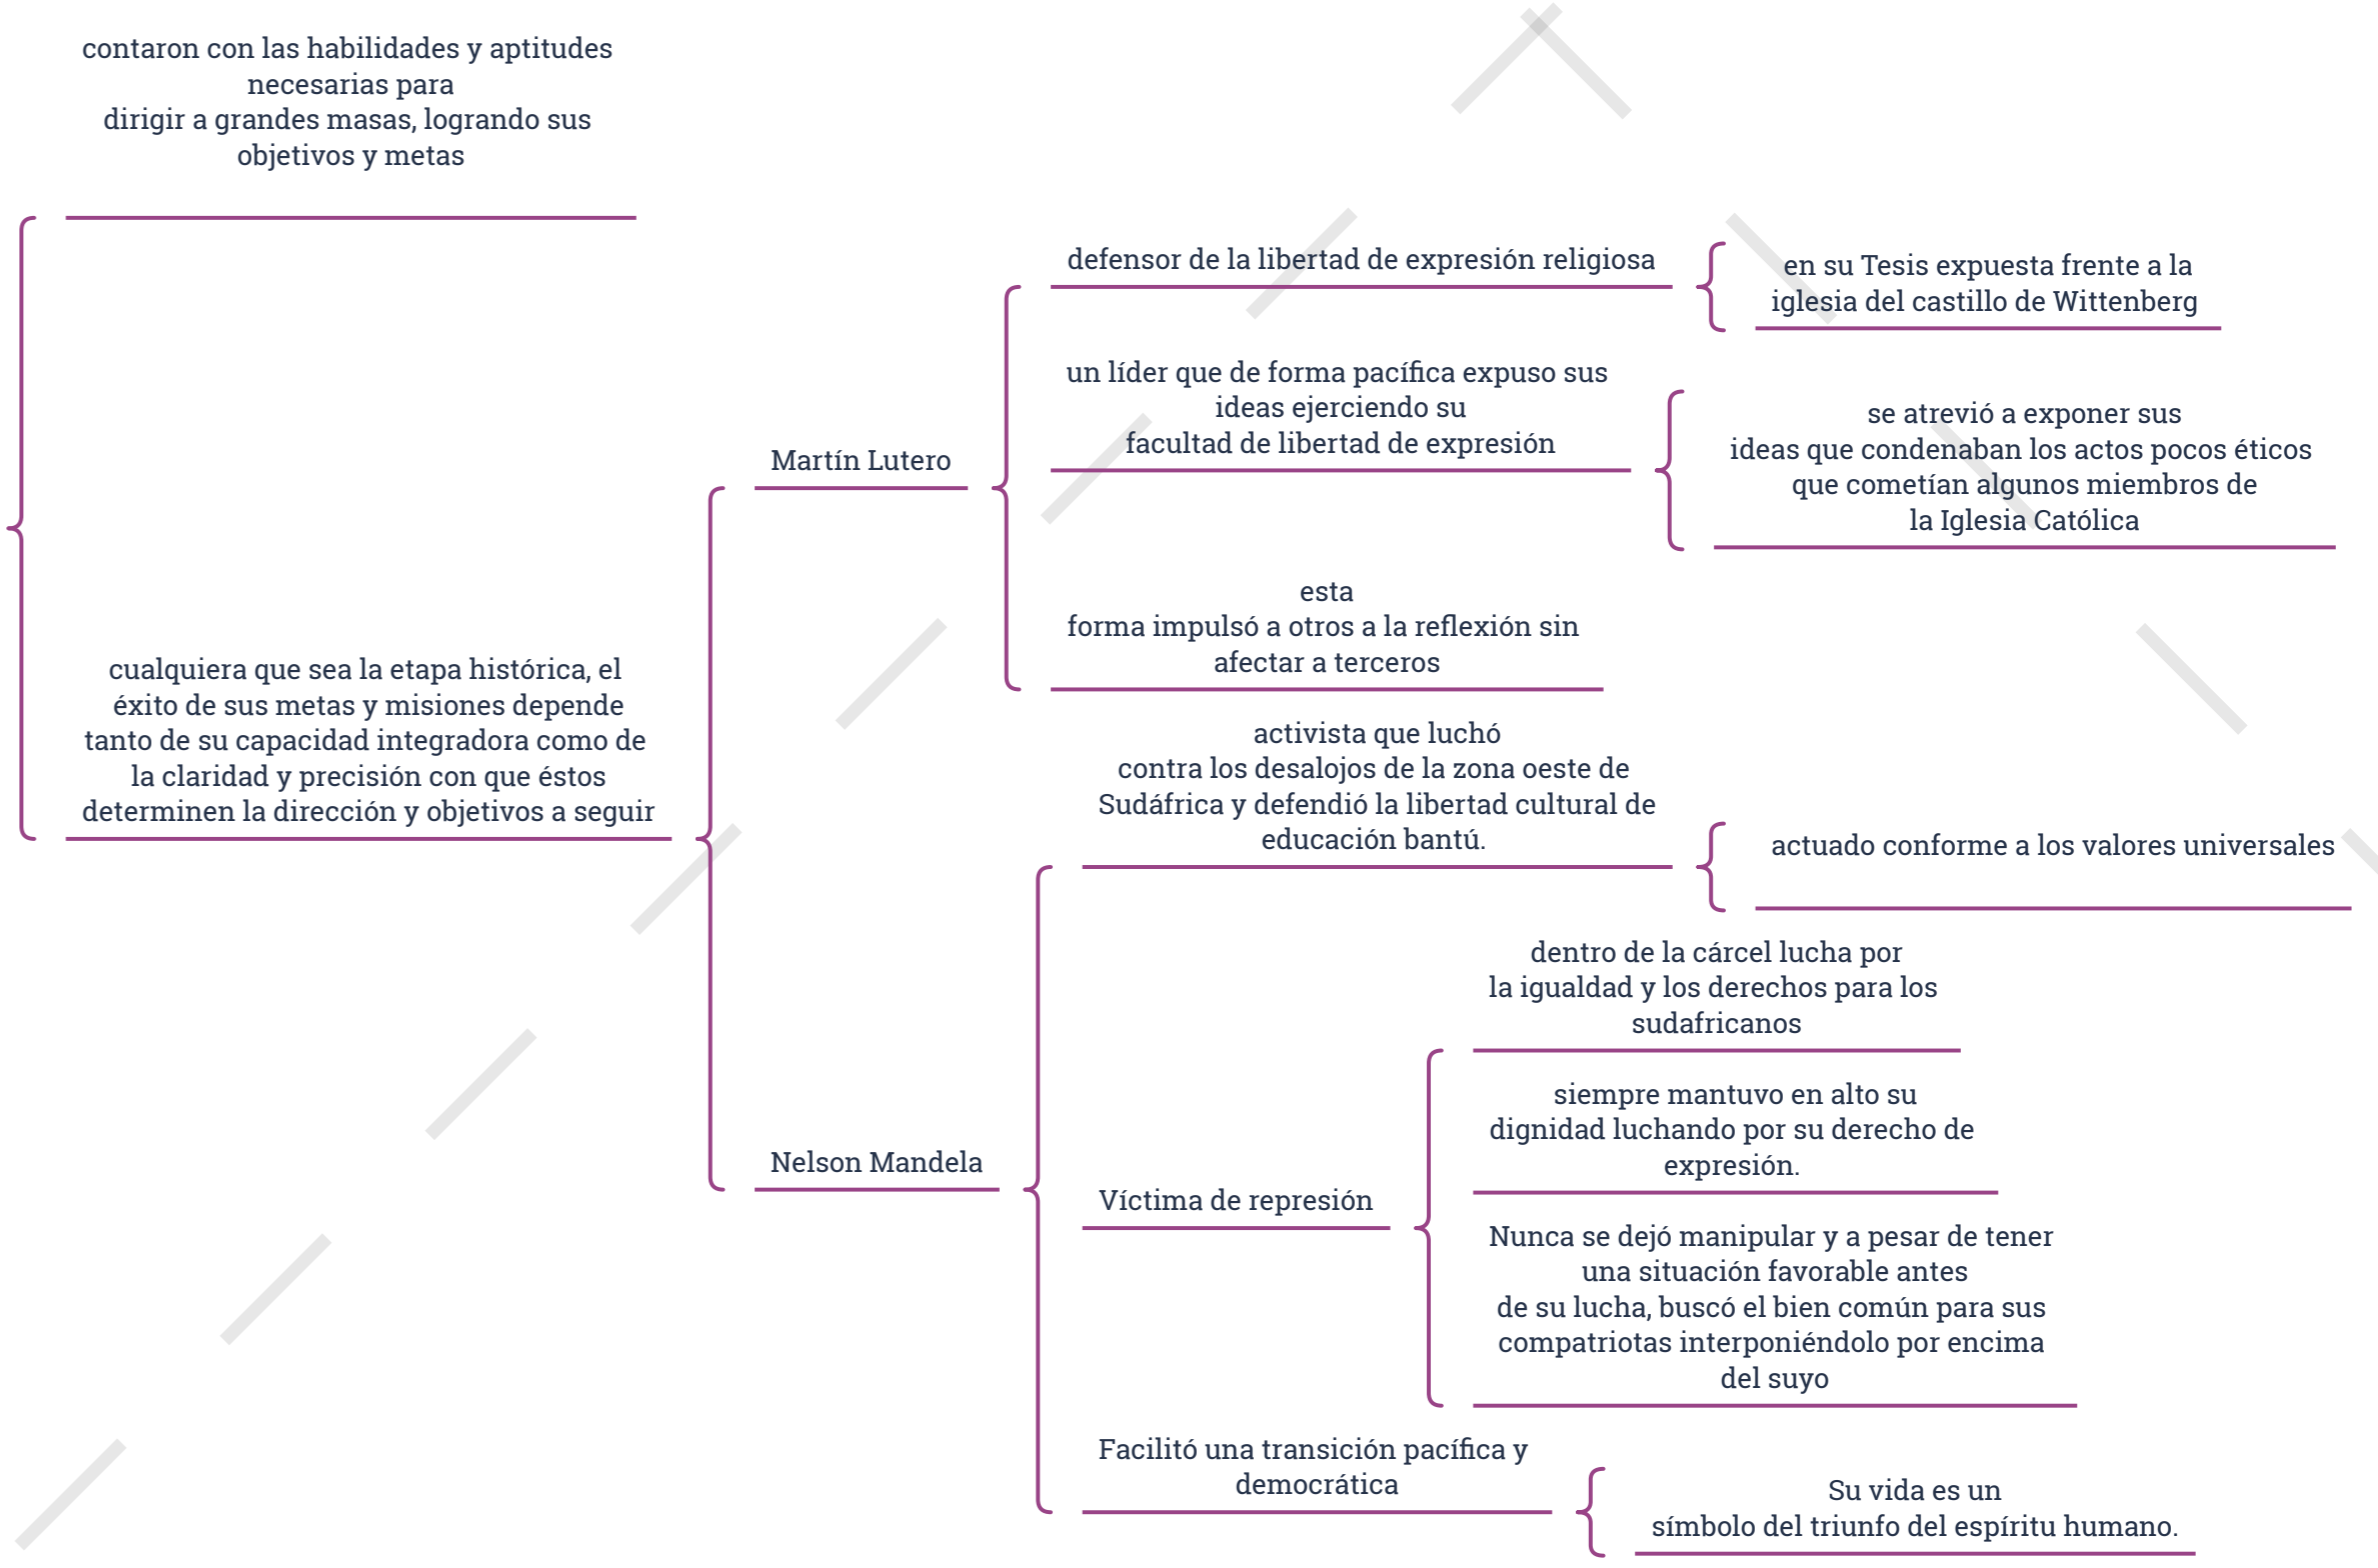 contaron con las habilidades y aptitudes
necesarias para
dirigir a grandes masas, logrando sus
objetivos y metas
cualquiera que sea la etapa histórica, el
éxito de sus metas y misiones depende
tanto de su capacidad integradora como de
la claridad y precisión con que éstos
determinen la dirección y objetivos a seguir
Martín Lutero
defensor de la libertad de expresión religiosa
en su Tesis expuesta frente a la
iglesia del castillo de Wittenberg
un líder que de forma pacífica expuso sus
ideas ejerciendo su
facultad de libertad de expresión
se atrevió a exponer sus
ideas que condenaban los actos pocos éticos
que cometían algunos miembros de
la Iglesia Católica
esta
forma impulsó a otros a la reflexión sin
afectar a terceros
Nelson Mandela
activista que luchó
contra los desalojos de la zona oeste de
Sudáfrica y defendió la libertad cultural de
educación bantú.
actuado conforme a los valores universales
Víctima de represión
dentro de la cárcel lucha por
la igualdad y los derechos para los
sudafricanos
siempre mantuvo en alto su
dignidad luchando por su derecho de
expresión.
Nunca se dejó manipular y a pesar de tener
una situación favorable antes
de su lucha, buscó el bien común para sus
compatriotas interponiéndolo por encima
del suyo
Facilitó una transición pacífica y
democrática
Su vida es un
símbolo del triunfo del espíritu humano.